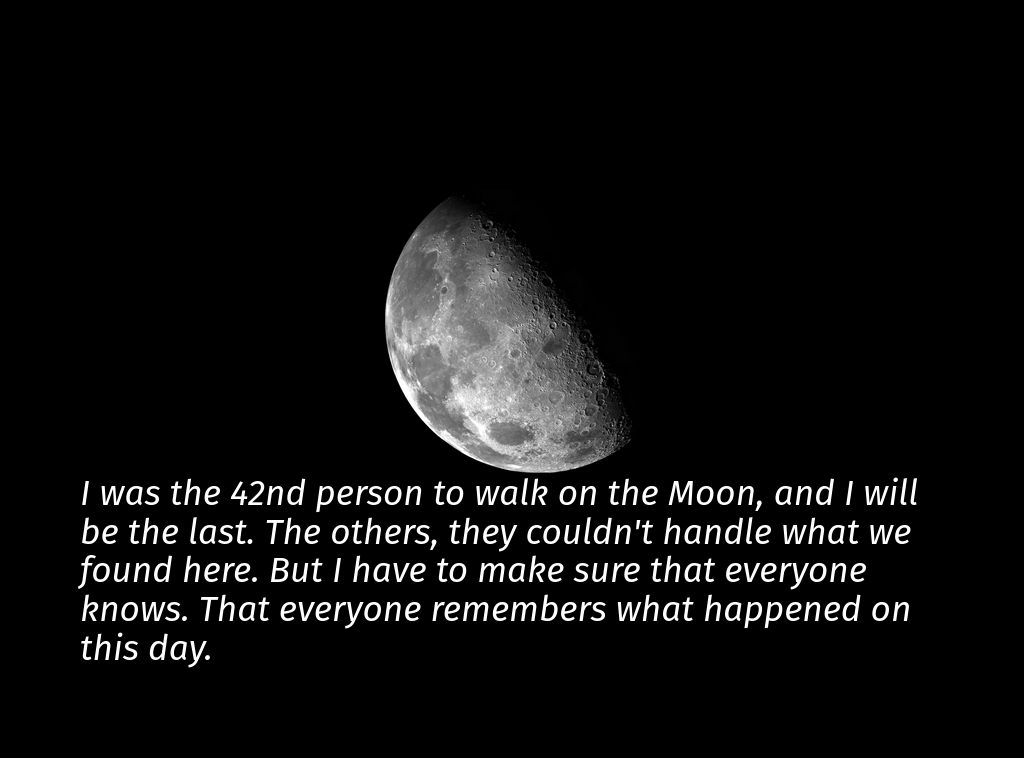 I was the 42nd person to walk on the Moon, and I will
be the last. The others, they couldn't handle what we
found here. But I have to make sure that everyone
knows. That everyone remembers what happened on
this day.